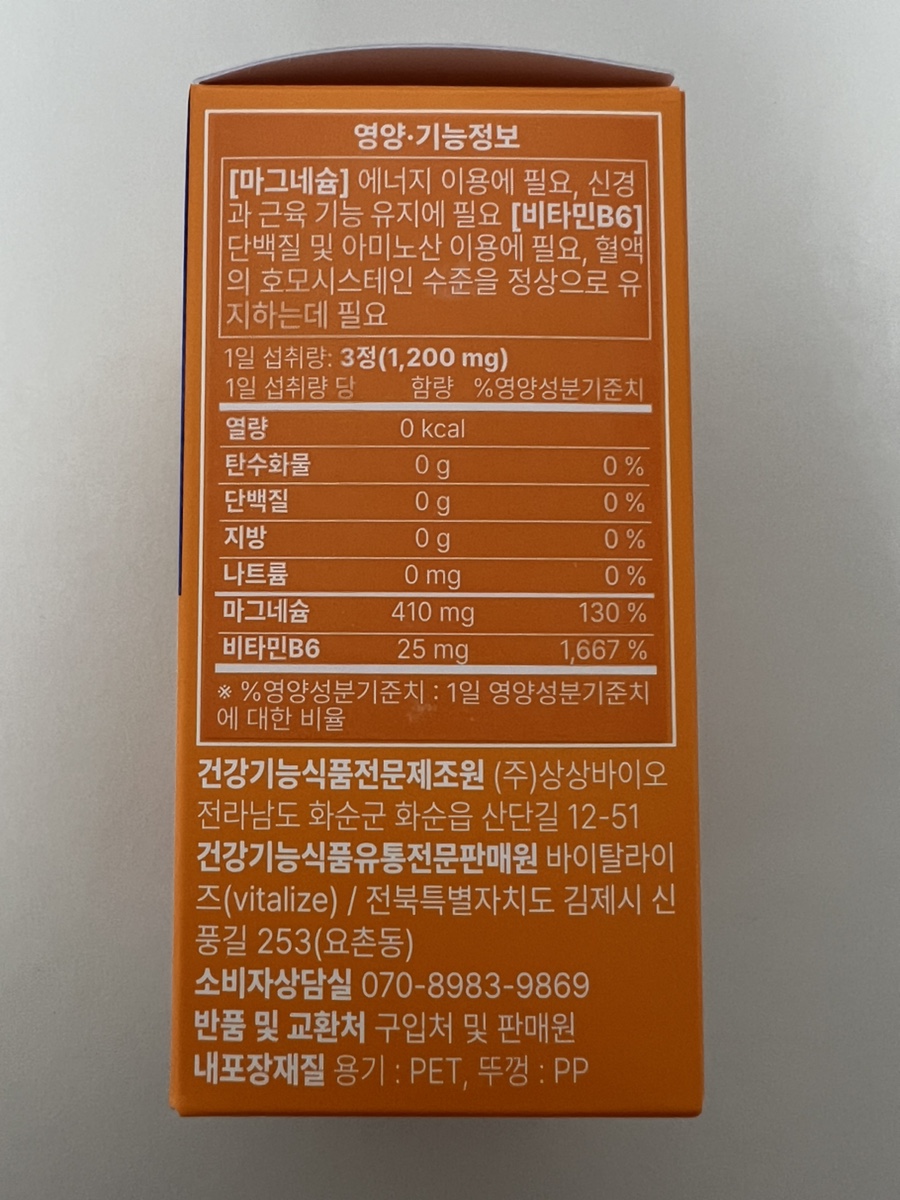 영양·기능정보
[마그네슘] 에너지 이용에 필요, 신경
과 근육 기능 유지에 필요 [비타민B6]
단백질 및 아미노산 이용에 필요, 혈액
의 호모시스테인 수준을 정상으로 유
지하는데 필요
1일 섭취량: 3정(1,200 mg)
1일 섭취량 당 함량 %영양성분기준치
열량 0 kcal
탄수화물 0 g 0 %
단백질 0 g 0 %
지방 0 g 0 %
나트륨 0 mg 0 %
마그네슘 410 mg 130 %
비타민B6 25 mg 1,667 %
※ %영양성분기준치 : 1일 영양성분기준치
에 대한 비율
건강기능식품전문제조원 (주)상상바이오
전라남도 화순군 화순읍 산단길 12-51
건강기능식품유통전문판매원 바이탈라이
즈(vitalize) / 전북특별자치도 김제시 신
풍길 253(요촌동)
소비자상담실 070-8983-9869
반품 및 교환처 구입처 및 판매원
내포장재질 용기 : PET, 뚜껑 : PP